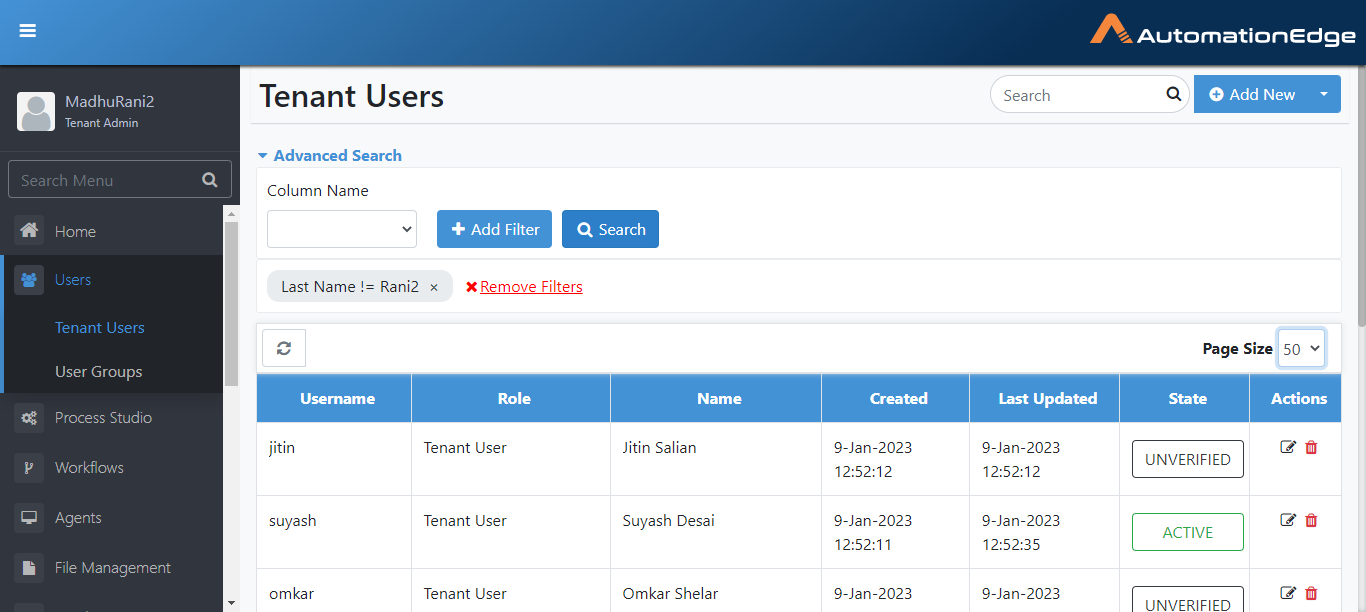 AutomationEdge
MadhuRani2
Tenant Admin
Search Menu
Home
Users
Tenant Users
User Groups
Process Studio
Workflows
Agents
File Management
Tenant Users
Search
Add New
Advanced Search
Column Name
Add Filter
Search
Last Name != Rani2 ×
Remove Filters
Page Size 50
Username Role Name Created Last Updated State Actions
jitin Tenant User Jitin Salian 9-Jan-2023 9-Jan-2023 UNVERIFIED
12:52:12 12:52:12
suyash Tenant User Suyash Desai 9-Jan-2023 9-Jan-2023 ACTIVE
12:52:11 12:52:35
omkar Tenant User Omkar Shelar 9-Jan-2023 9-Jan-2023 UNVERIFIED